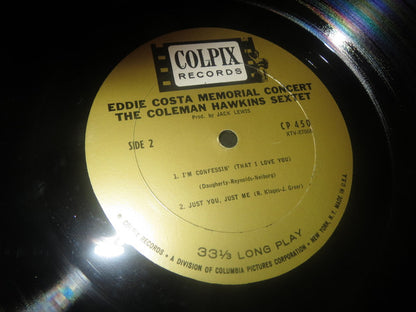 COLPIX
RECORDS
EDDIE COSTA MEMORIAL CONCERT
THE COLEMAN HAWKINS SEXTET
Prod. by JACK LEWIS
SIDE 2
CP 450
1. I'M CONFESSIN' (THAT I LOVE YOU)
(Daugherty-Reynolds-Neiburg)
2. JUST YOU, JUST ME (R. Klages-J. Greer)
33⅓ LONG PLAY
COLPIX RECORDS • A DIVISION OF COLUMBIA PICTURES CORPORATION • NEW YORK, N.Y. MADE IN U.S.A.